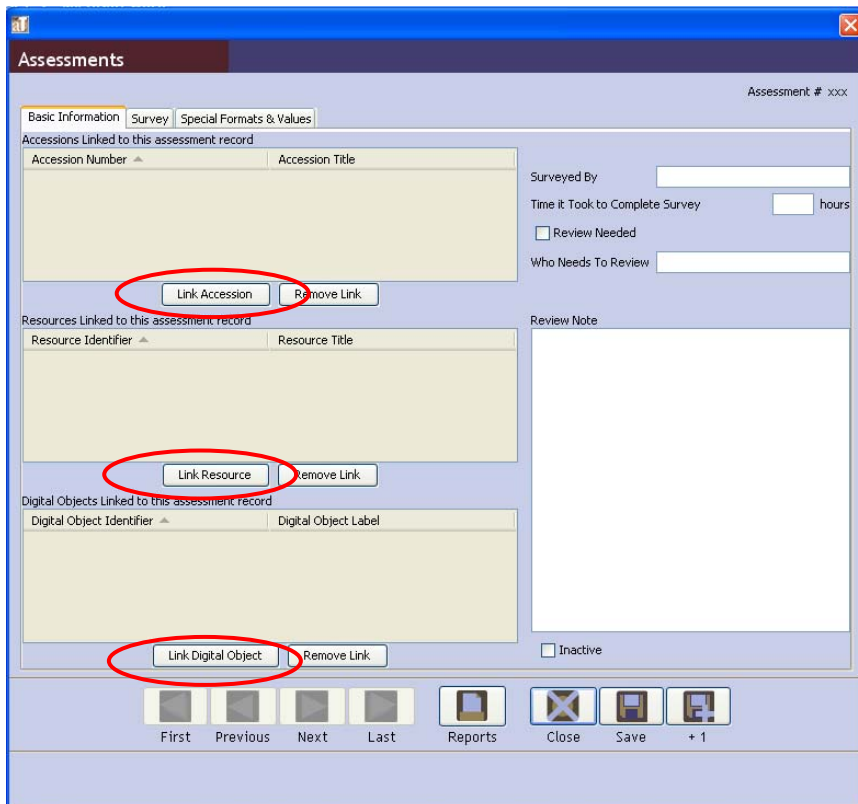 aT
Assessments
Assessment # xxx
Basic Information Survey Special Formats & Values
Accessions Linked to this assessment record
Accession Number Accession Title
Surveyed By
Time it Took to Complete Survey hours
Review Needed
Who Needs To Review
Link Accession Remove Link
Resources Linked to this assessment record
Resource Identifier Resource Title
Review Note
Link Resource Remove Link
Digital Objects Linked to this assessment record
Digital Object Identifier Digital Object Label
Link Digital Object Remove Link
Inactive
First Previous Next Last Reports Close Save + 1